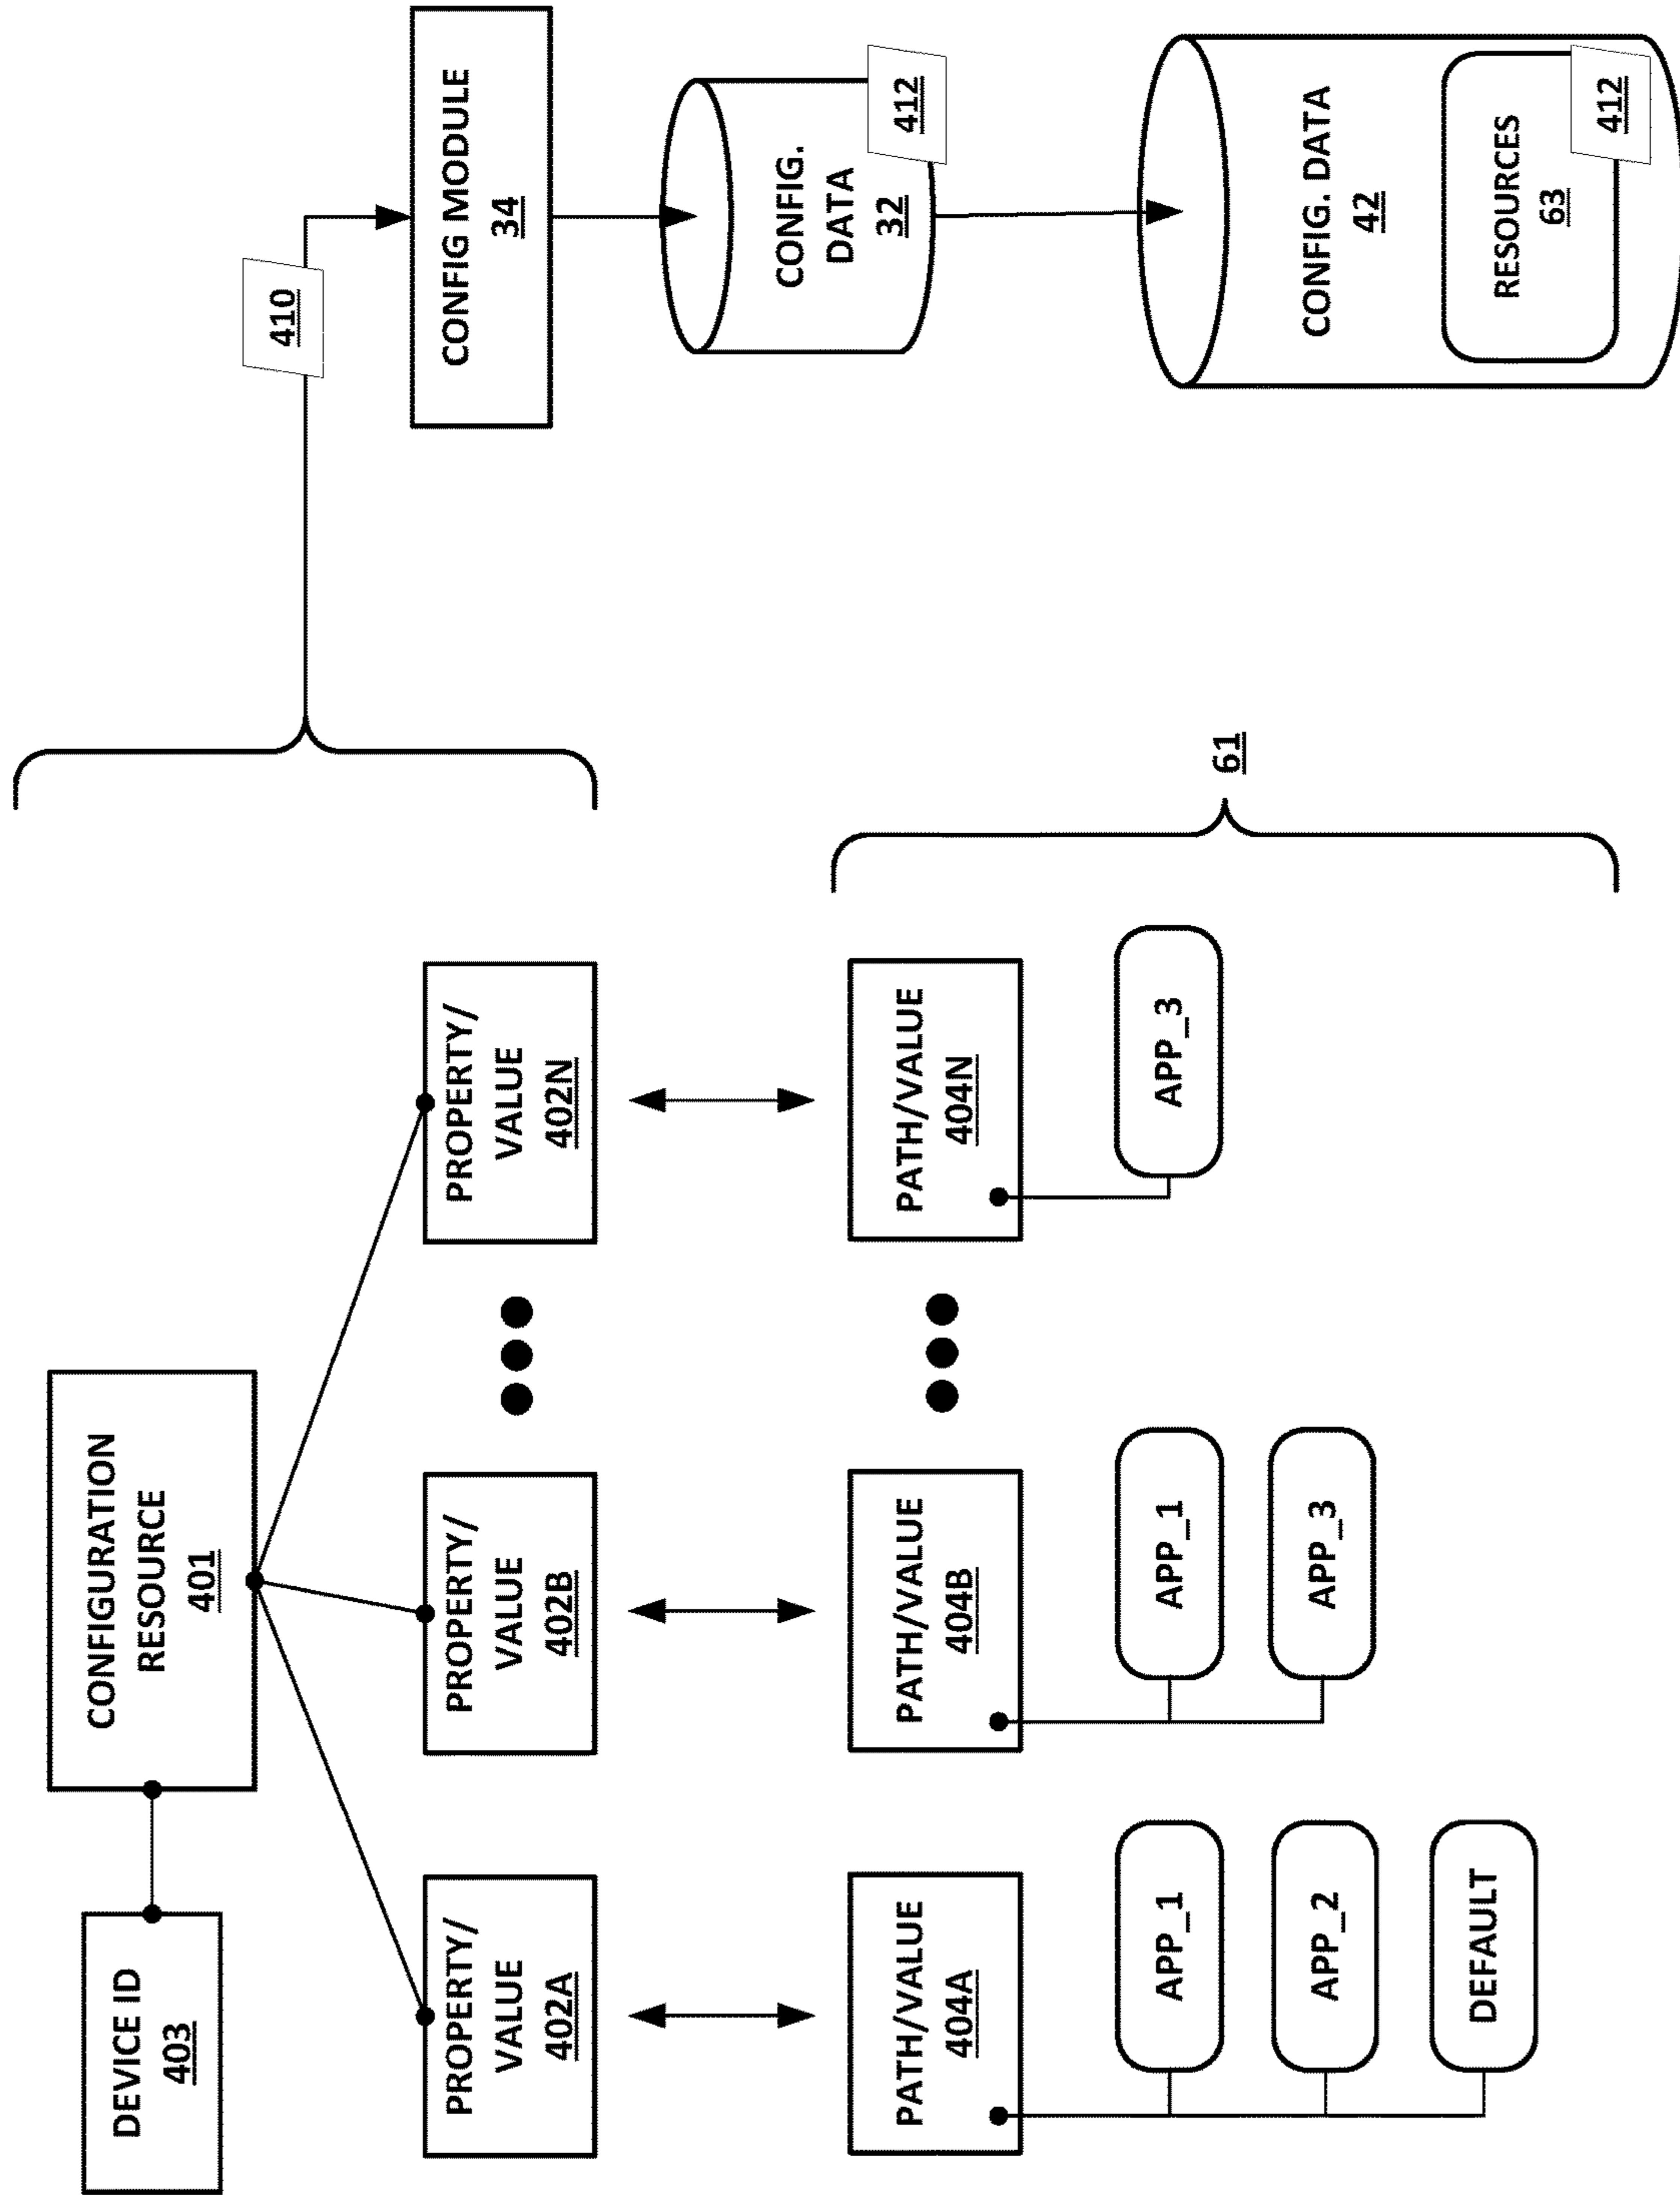 DEVICE ID
403
CONFIGURATION
RESOURCE
401
PROPERTY/
VALUE
402A
PROPERTY/
VALUE
402B
PROPERTY/
VALUE
402N
PATH/VALUE
404A
PATH/VALUE
404B
PATH/VALUE
404N
APP_1
APP_2
DEFAULT
APP_1
APP_3
APP_3
61
410
CONFIG MODULE
34
CONFIG.
DATA
32
412
CONFIG. DATA
42
RESOURCES
63
412